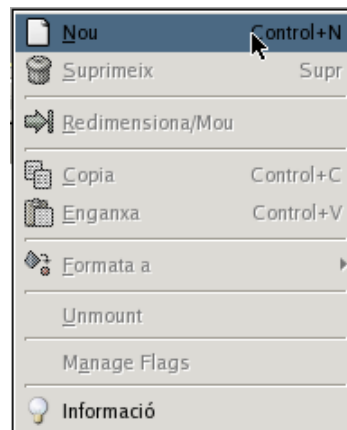 Nou Control+N
Suprimeix Supr
Redimensiona/Mou
Copia Control+C
Enganxa Control+V
Formata a
Unmount
Manage Flags
Informació